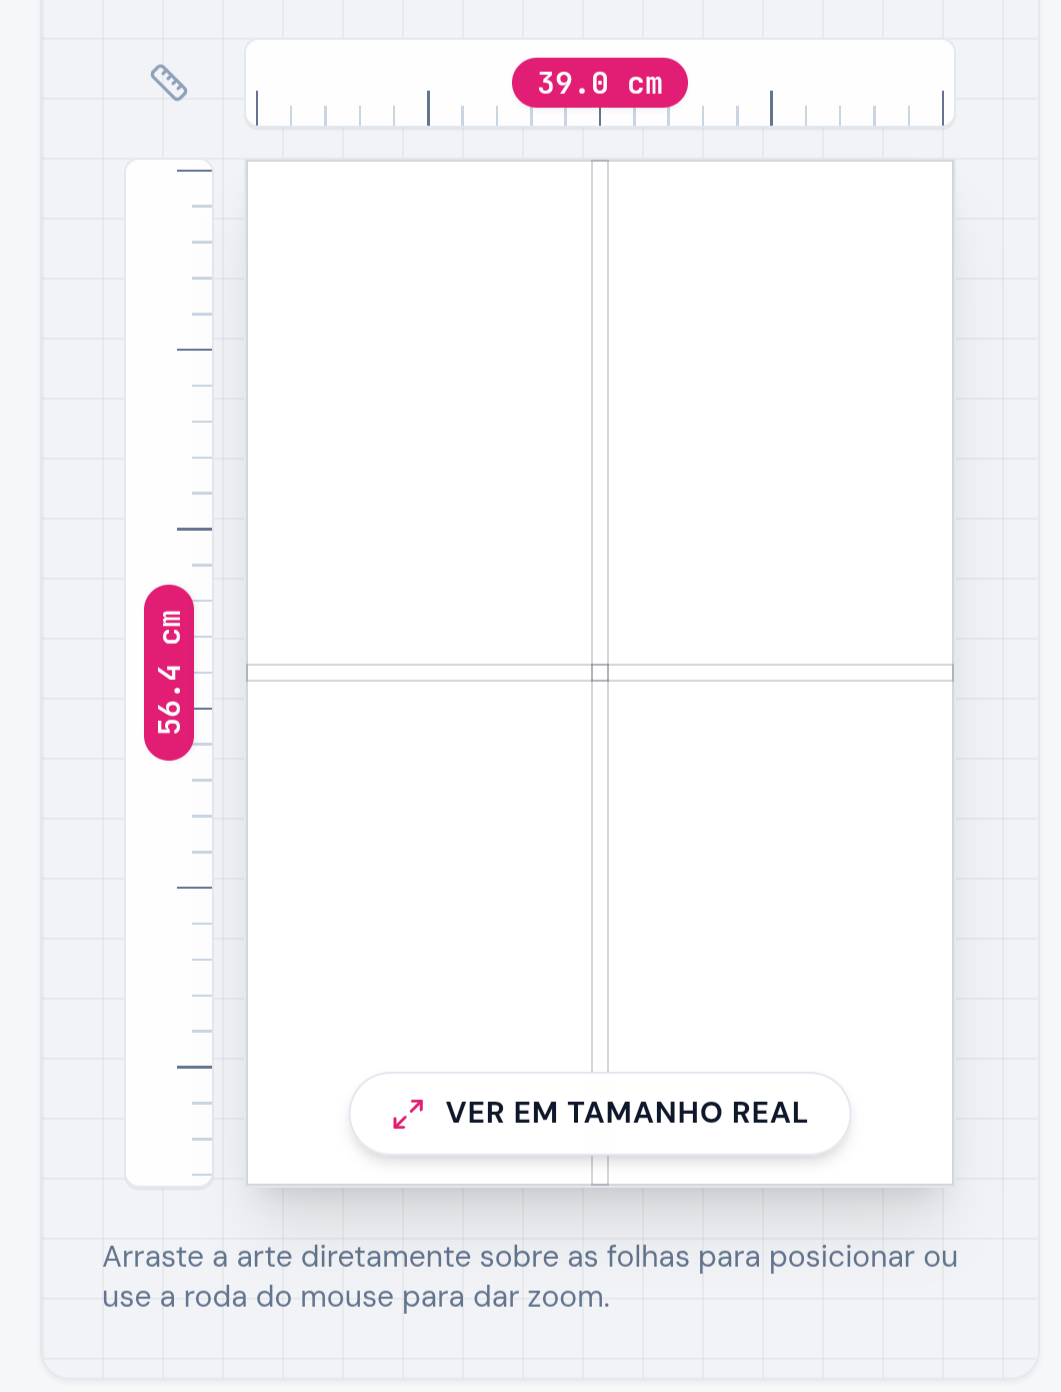 39.0 cm
56.4 cm
VER EM TAMANHO REAL
Arraste a arte diretamente sobre as folhas para posicionar ou
use a roda do mouse para dar zoom.